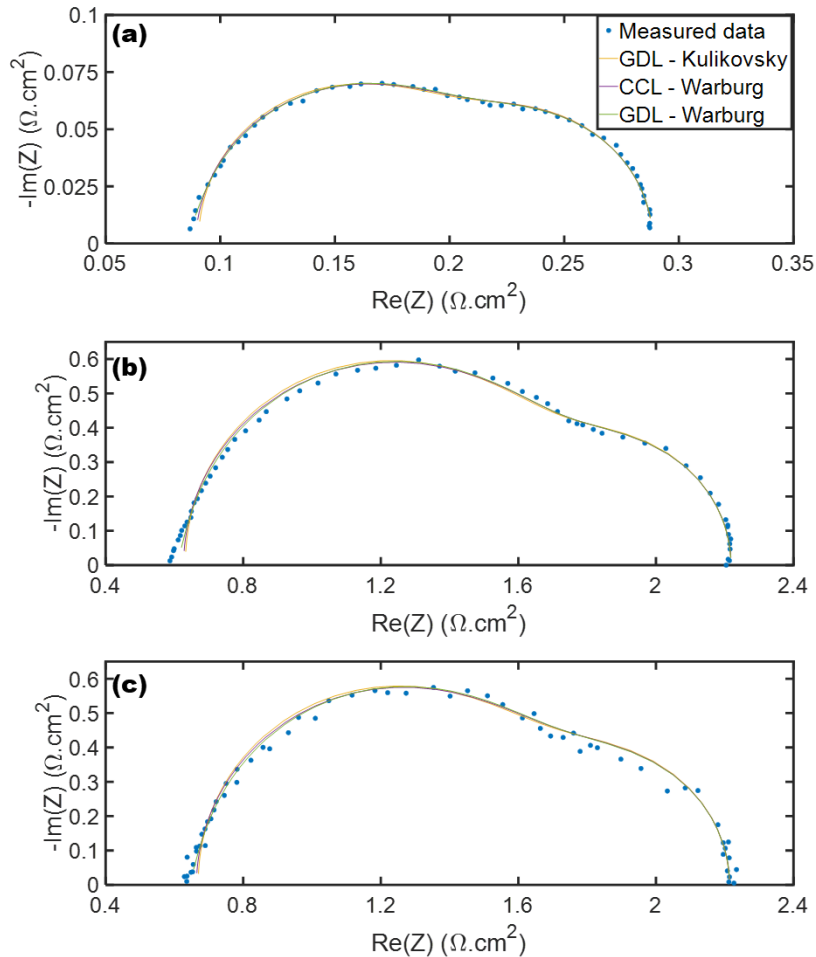 (a)
0.1
0.075
0.05
0.025
0
-Im(Z) (Ω.cm²)
Measured data
GDL - Kulikovsky
CCL - Warburg
GDL - Warburg
0.05 0.1 0.15 0.2 0.25 0.3 0.35
Re(Z) (Ω.cm²)
(b)
0.6
0.5
0.4
0.3
0.2
0.1
0
-Im(Z) (Ω.cm²)
0.4 0.8 1.2 1.6 2 2.4
Re(Z) (Ω.cm²)
(c)
0.6
0.5
0.4
0.3
0.2
0.1
0
-Im(Z) (Ω.cm²)
0.4 0.8 1.2 1.6 2 2.4
Re(Z) (Ω.cm²)